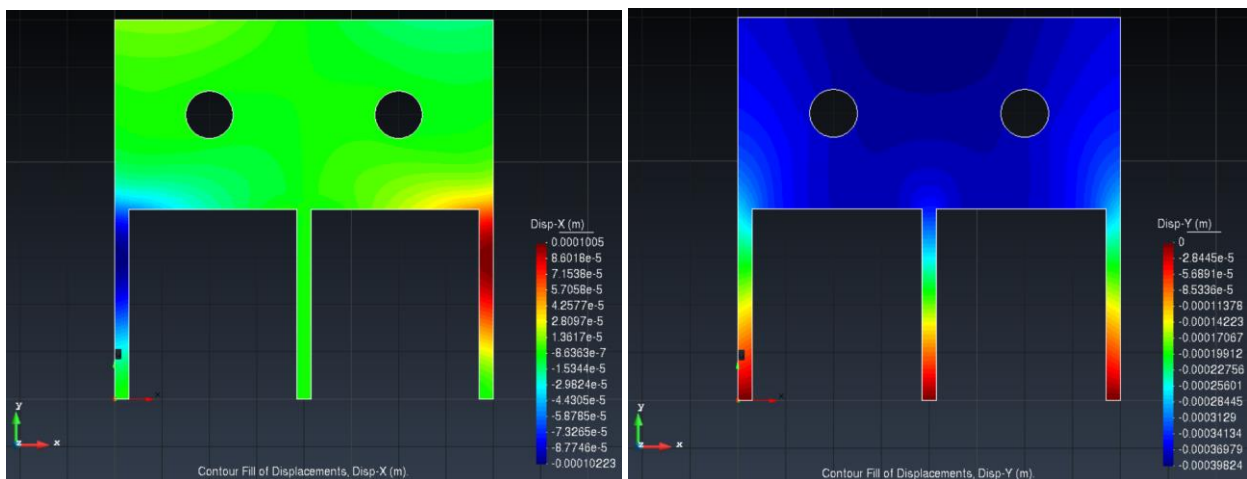 Disp-X (m)
0.0001005
8.6018e-5
7.1538e-5
5.7058e-5
4.2577e-5
2.8097e-5
1.3617e-5
-8.6363e-7
-1.5344e-5
-2.9824e-5
-4.4305e-5
-5.8785e-5
-7.3265e-5
-8.7746e-5
-0.00010223
y
z
x
x
Contour Fill of Displacements, Disp-X (m).
Disp-Y (m)
0
-2.8445e-5
-5.6891e-5
-8.5336e-5
-0.00011378
-0.00014223
-0.00017067
-0.00019912
-0.00022756
-0.00025601
-0.00028445
-0.0003129
-0.00034134
-0.00036979
-0.00039824
y
z
x
x
Contour Fill of Displacements, Disp-Y (m).